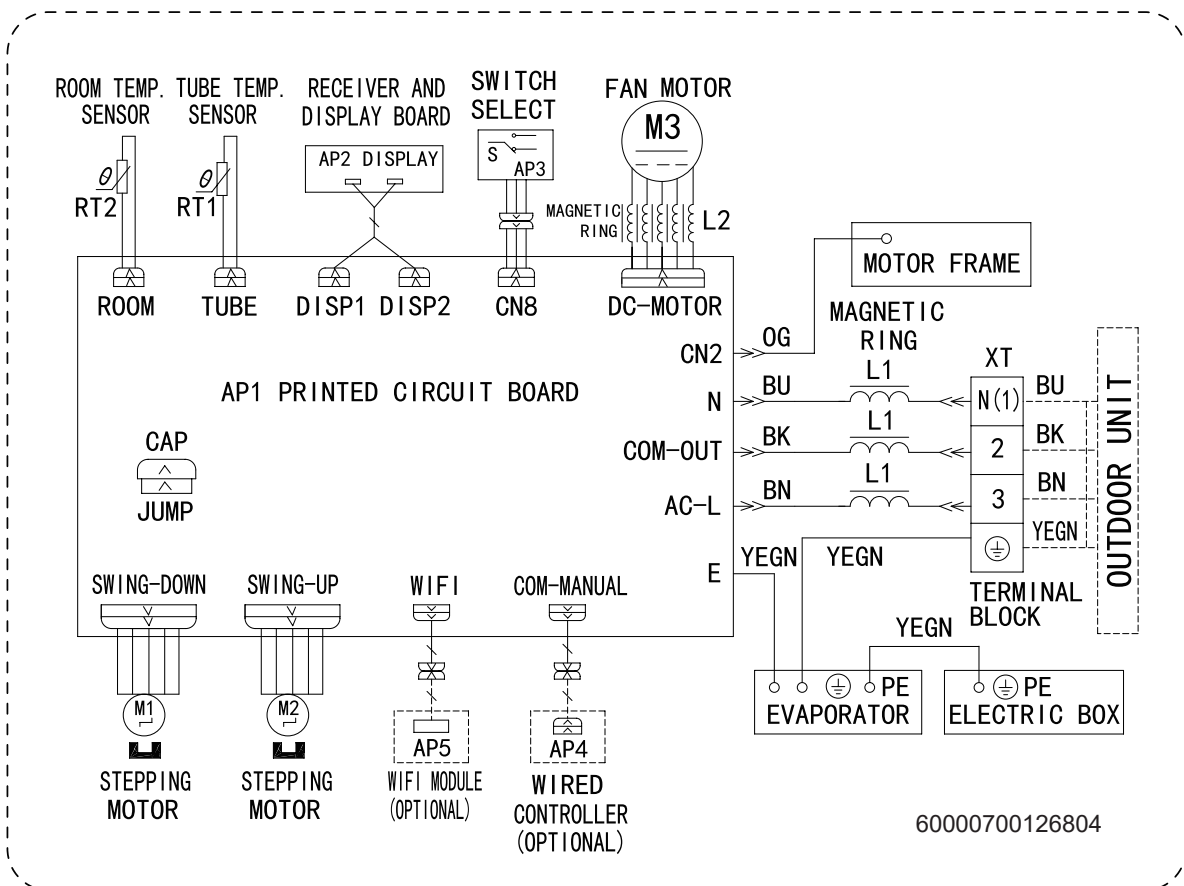 ROOM TEMP. SENSOR
TUBE TEMP. SENSOR
RECEIVER AND DISPLAY BOARD
SWITCH SELECT
FAN MOTOR
θ
RT2
θ
RT1
AP2 DISPLAY
S
AP3
M3
MAGNETIC RING
L2
MOTOR FRAME
ROOM
TUBE
DISP1
DISP2
CN8
DC-MOTOR
MAGNETIC RING
CN2
OG
AP1 PRINTED CIRCUIT BOARD
N
BU
L1
XT
N(1)
BU
COM-OUT
BK
L1
2
BK
AC-L
BN
L1
3
BN
YEGN
OUTDOOR UNIT
CAP
JUMP
E
YEGN
YEGN
TERMINAL BLOCK
SWING-DOWN
SWING-UP
WIFI
COM-MANUAL
YEGN
PE
EVAPORATOR
PE
ELECTRIC BOX
M1
STEPPING MOTOR
M2
STEPPING MOTOR
AP5
WIFI MODULE
(OPTIONAL)
AP4
WIRED
CONTROLLER
(OPTIONAL)
60000700126804